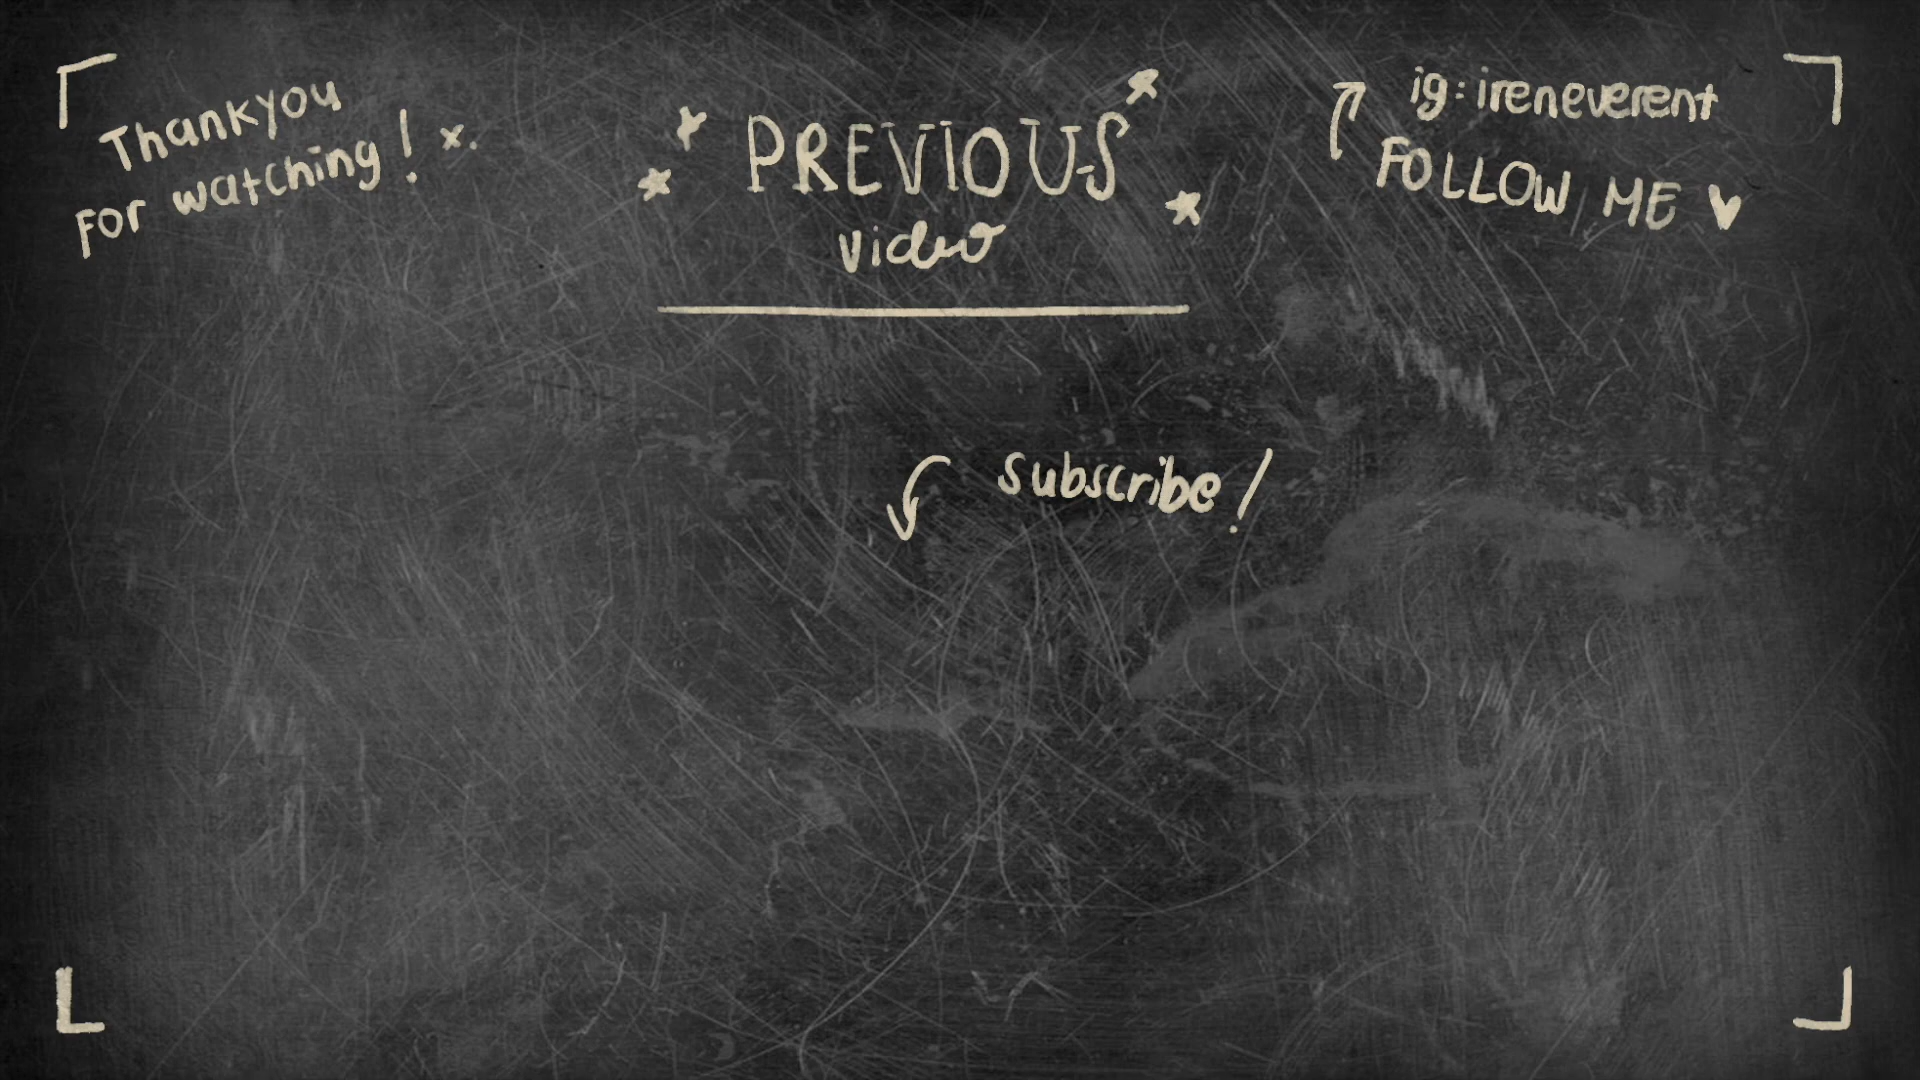 Thankyou
For watching! x.
PREVIOUS
video
ig: ireneverent
FOLLOW ME
subscribe!